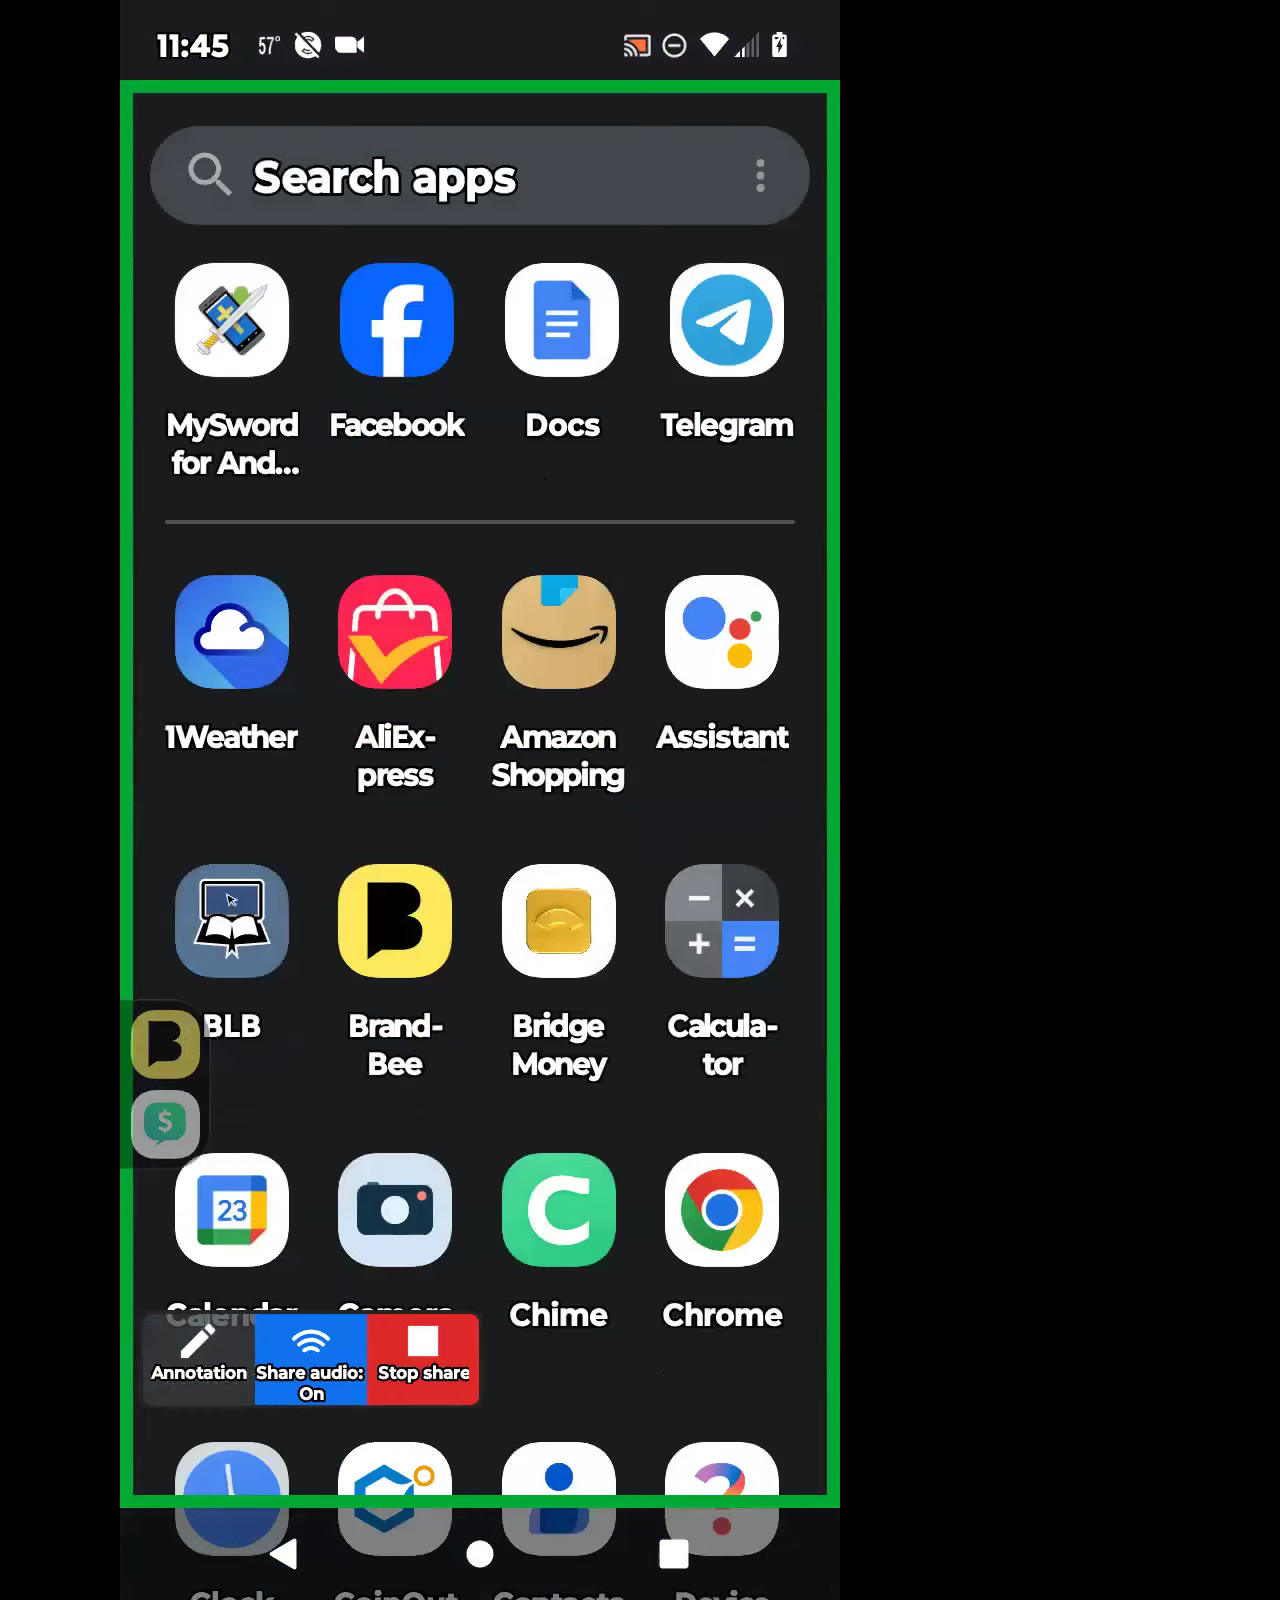 11:45 57°
Search apps
MySword
for And...
Facebook
Docs
Telegram
1Weather
AliEx-
press
Amazon
Shopping
Assistant
BLB
Brand-
Bee
Bridge
Money
Calcula-
tor
23
Calendar
Camera
Chime
Chrome
Annotation
Share audio:
On
Stop share
Clock
CoinOut
Contacts
Device